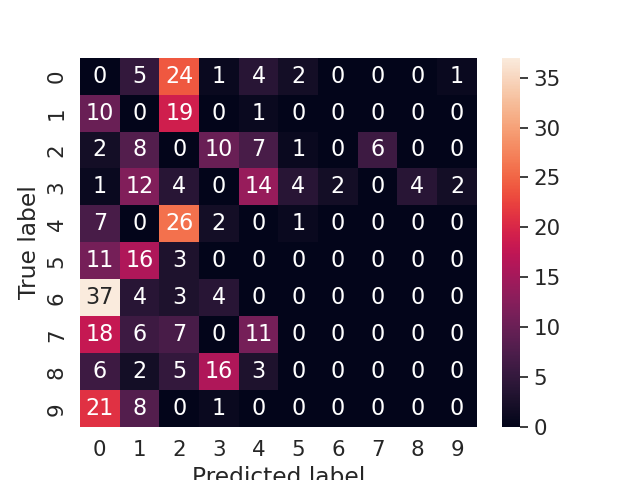 0 0 5 24 1 4 2 0 0 0 1
1 10 0 19 0 1 0 0 0 0 0
2 2 8 0 10 7 1 0 6 0 0
3 1 12 4 0 14 4 2 0 4 2
4 7 0 26 2 0 1 0 0 0 0
5 11 16 3 0 0 0 0 0 0 0
6 37 4 3 4 0 0 0 0 0 0
7 18 6 7 0 11 0 0 0 0 0
8 6 2 5 16 3 0 0 0 0 0
9 21 8 0 1 0 0 0 0 0 0
0 1 2 3 4 5 6 7 8 9
Predicted label
True label
35
30
25
20
15
10
5
0